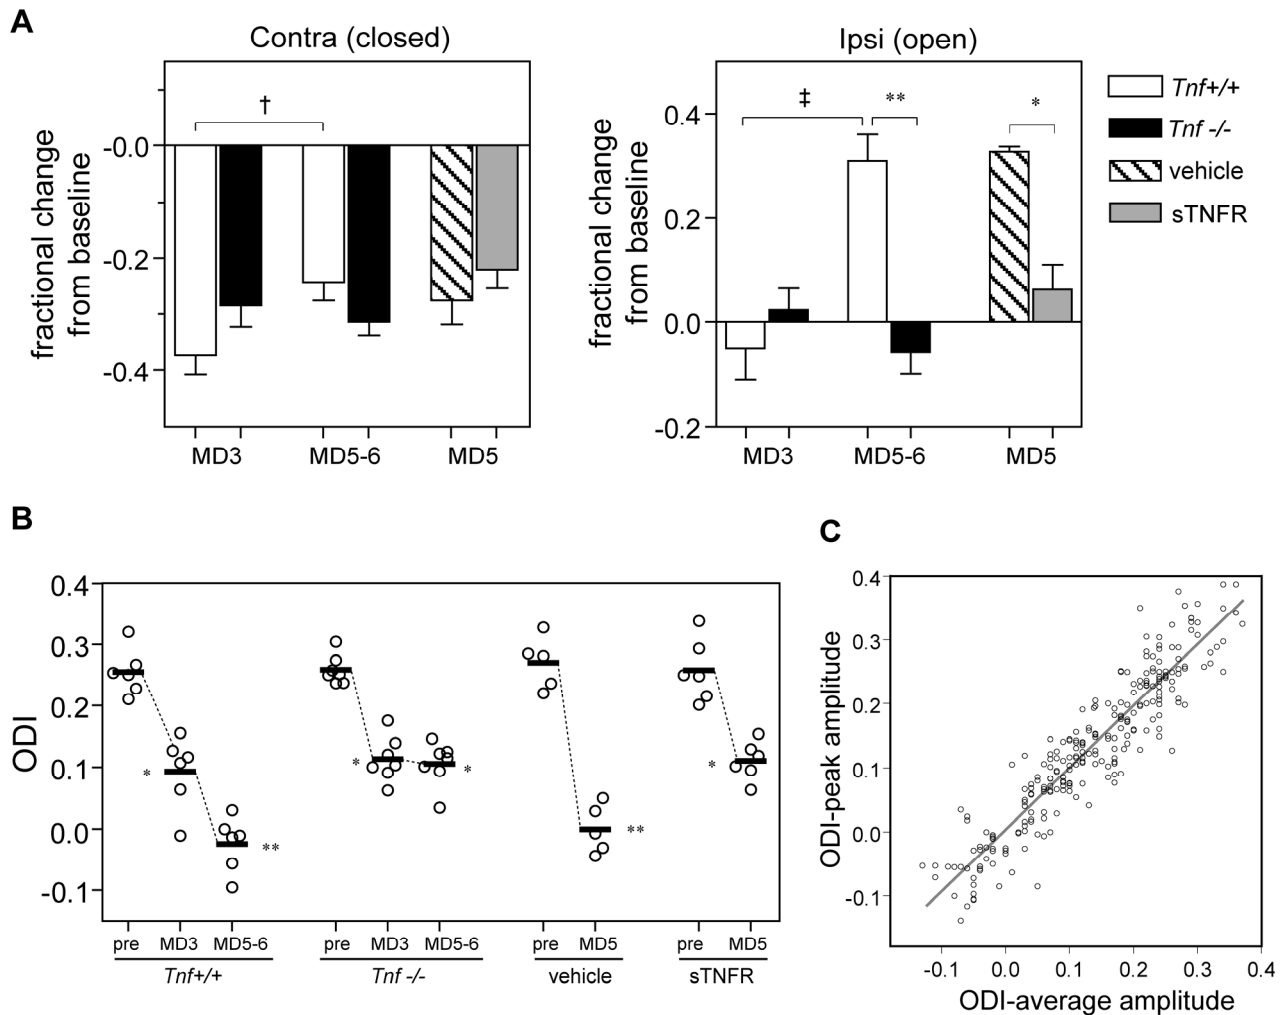 A
Contra (closed)
Ipsi (open)
fractional change
from baseline
-0.0
-0.2
-0.4
†
MD3
MD5-6
MD5
fractional change
from baseline
0.4
0.2
0.0
-0.2
‡
**
*
MD3
MD5-6
MD5
Tnf+/+
Tnf -/-
vehicle
sTNFR
B
ODI
0.4
0.3
0.2
0.1
0.0
-0.1
*
**
*
*
**
*
pre MD3 MD5-6 pre MD3 MD5-6 pre MD5 pre MD5
Tnf+/+ Tnf -/- vehicle sTNFR
C
ODI-peak amplitude
0.4
0.3
0.2
0.1
0.0
-0.1
-0.1 0.0 0.1 0.2 0.3 0.4
ODI-average amplitude